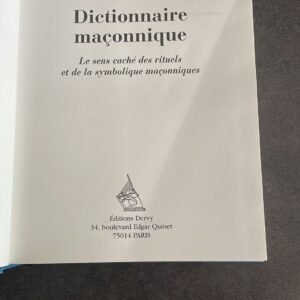 Dictionnaire
maçonnique
Le sens caché des rituels
et de la symbolique maçonniques
Éditions Dervy
34, boulevard Edgar Quinet
75014 PARIS